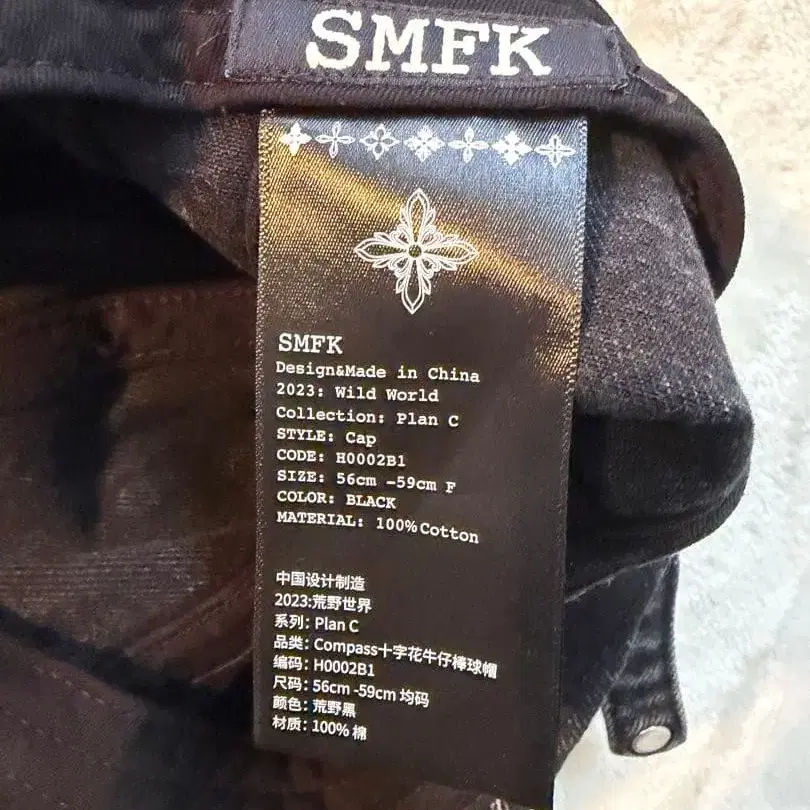 SMFK
SMFK
Design&Made in China
2023: Wild World
Collection: Plan C
STYLE: Cap
CODE: H0002B1
SIZE: 56cm -59cm F
COLOR: BLACK
MATERIAL: 100%Cotton
中国设计制造
2023:荒野世界
系列: Plan C
品类: Compass十字花牛仔棒球帽
编码: H0002B1
尺码: 56cm -59cm 均码
颜色: 荒野黑
材质: 100% 棉